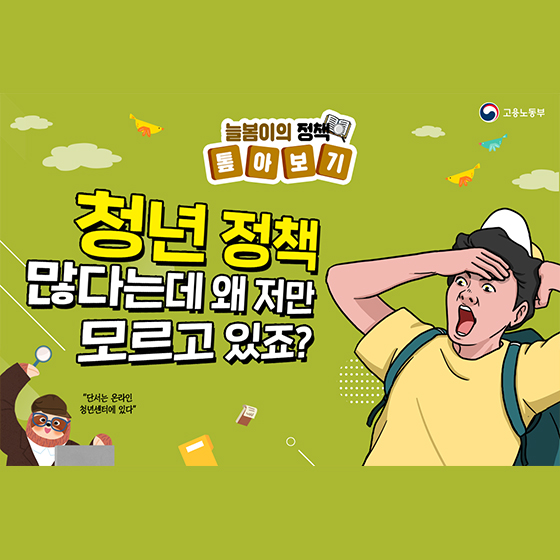 고용노동부
늘봄이의 정책
톺아보기
청년 정책
많다는데 왜 저만
모르고 있죠?
"단서는 온라인
청년센터에 있다"